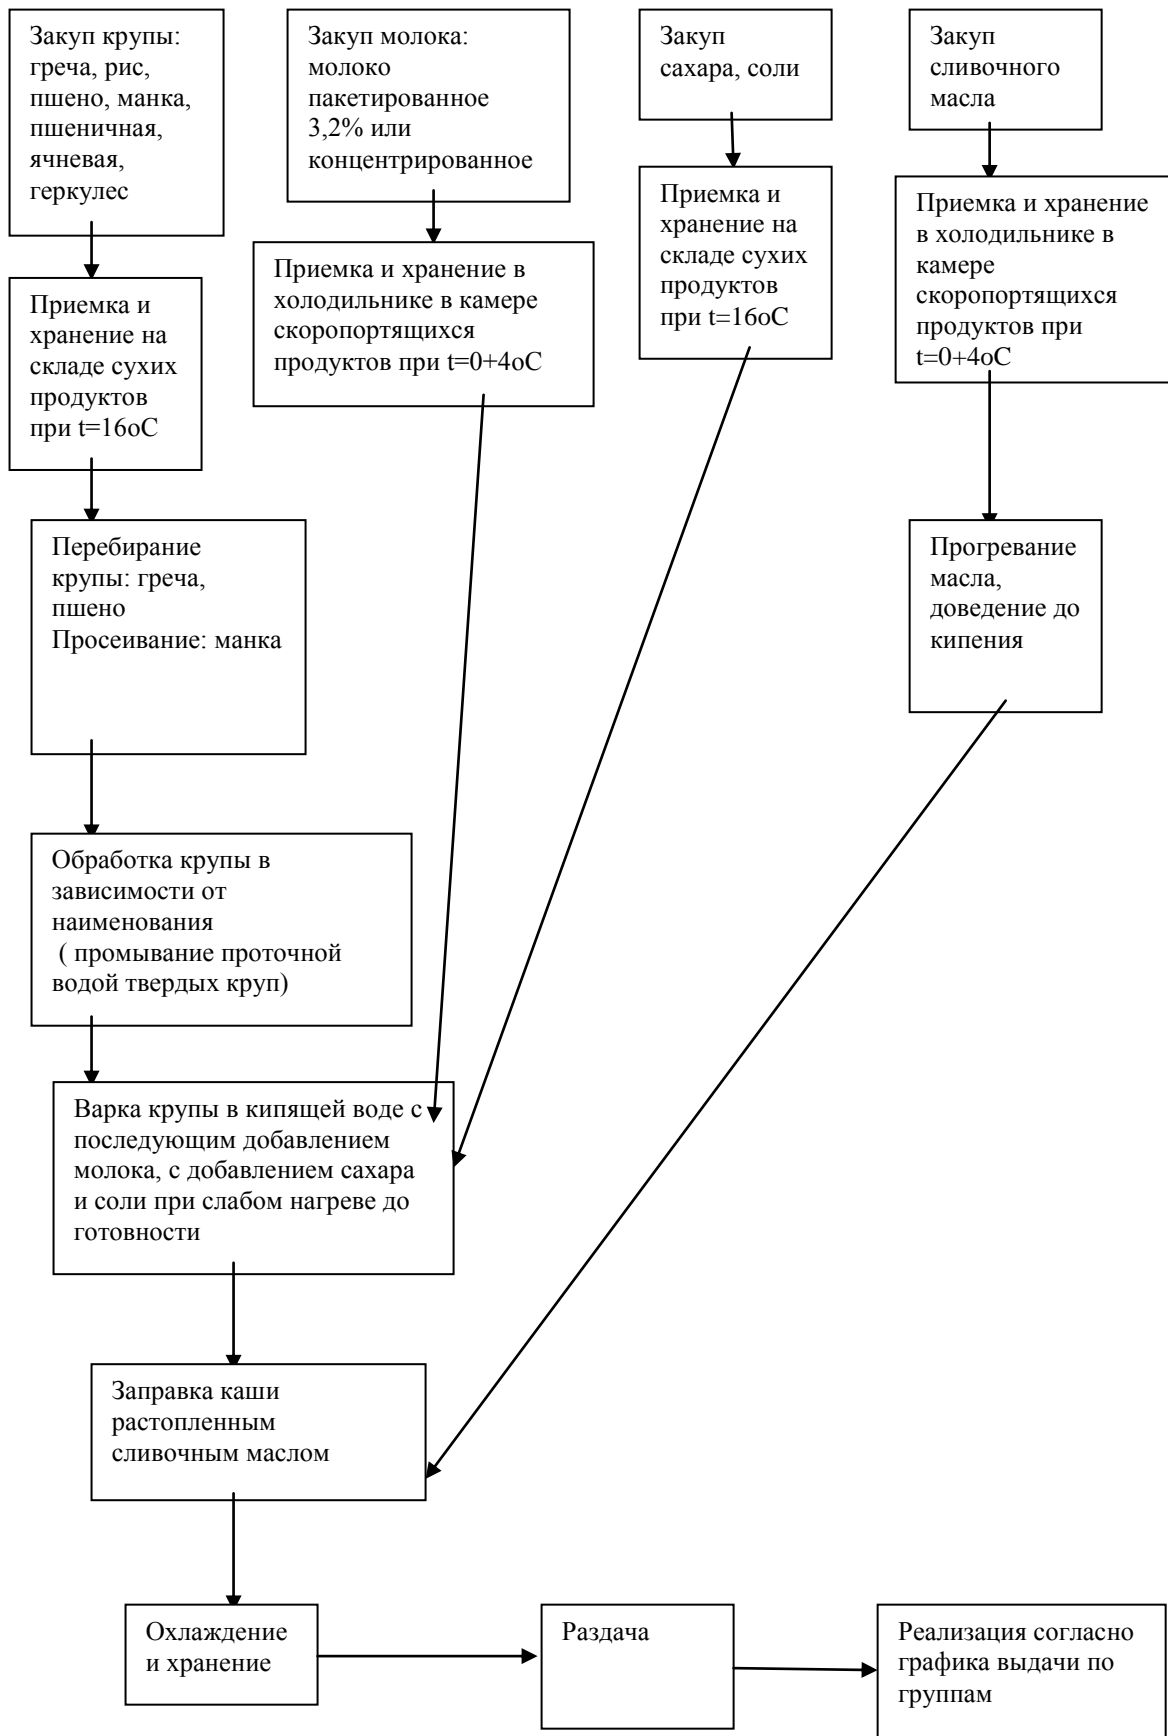 Закуп крупы:
греча, рис,
пшено, манка,
пшеничная,
ячневая,
геркулес
Закуп молока:
молоко
пакетированное
3,2% или
концентрированное
Закуп
сахара, соли
Закуп
сливочного
масла
Приемка и
хранение на
складе сухих
продуктов
при t=16oC
Приемка и хранение в
холодильнике в камере
скоропортящихся
продуктов при t=0+4oC
Приемка и
хранение на
складе сухих
продуктов
при t=16oC
Приемка и хранение
в холодильнике в
камере
скоропортящихся
продуктов при
t=0+4oC
Перебирание
крупы: греча,
пшено
Просеивание: манка
Прогревание
масла,
доведение до
кипения
Обработка крупы в
зависимости от
наименования
( промывание проточной
водой твердых круп)
Варка крупы в кипящей воде с
последующим добавлением
молока, с добавлением сахара
и соли при слабом нагреве до
готовности
Заправка каши
растопленным
сливочным маслом
Охлаждение
и хранение
Раздача
Реализация согласно
графика выдачи по
группам